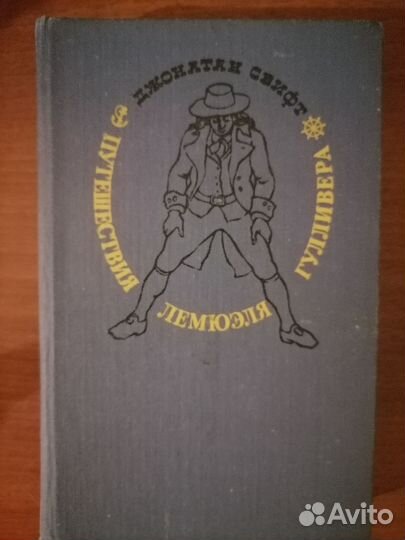 ДЖОНАТАН СВИФТ
ПУТЕШЕСТВИЯ
ЛЕМЮЭЛЯ
ГУЛЛИВЕРА
Avito